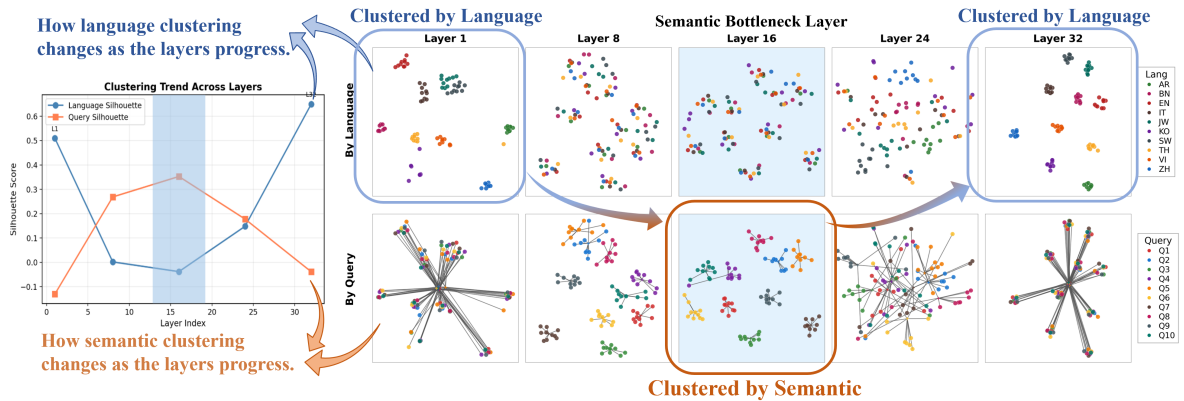 How language clustering
changes as the layers progress.
Clustered by Language
Semantic Bottleneck Layer
Clustered by Language
Layer 1
Layer 8
Layer 16
Layer 24
Layer 32
By Language
Lang
AR
BN
EN
IT
JW
KO
SW
TH
VI
ZH
Clustering Trend Across Layers
Language Silhouette
Query Silhouette
L1
Silhouette Score
0.6
0.5
0.4
0.3
0.2
0.1
0.0
−0.1
0
5
10
15
20
25
30
Layer Index
By Query
Query
Q1
Q2
Q3
Q4
Q5
Q6
Q7
Q8
Q9
Q10
How semantic clustering
changes as the layers progress.
Clustered by Semantic